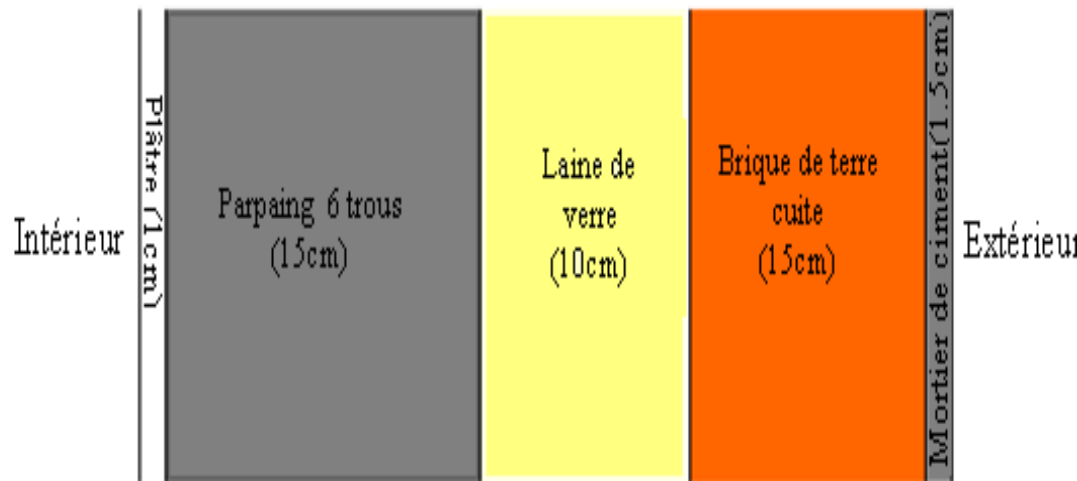 Intérieur
Plâtre (1cm)
Parpaing 6 trous
(15cm)
Laine de
verre
(10cm)
Brique de terre
cuite
(15cm)
Mortier de ciment(1.5cm)
Extérieur